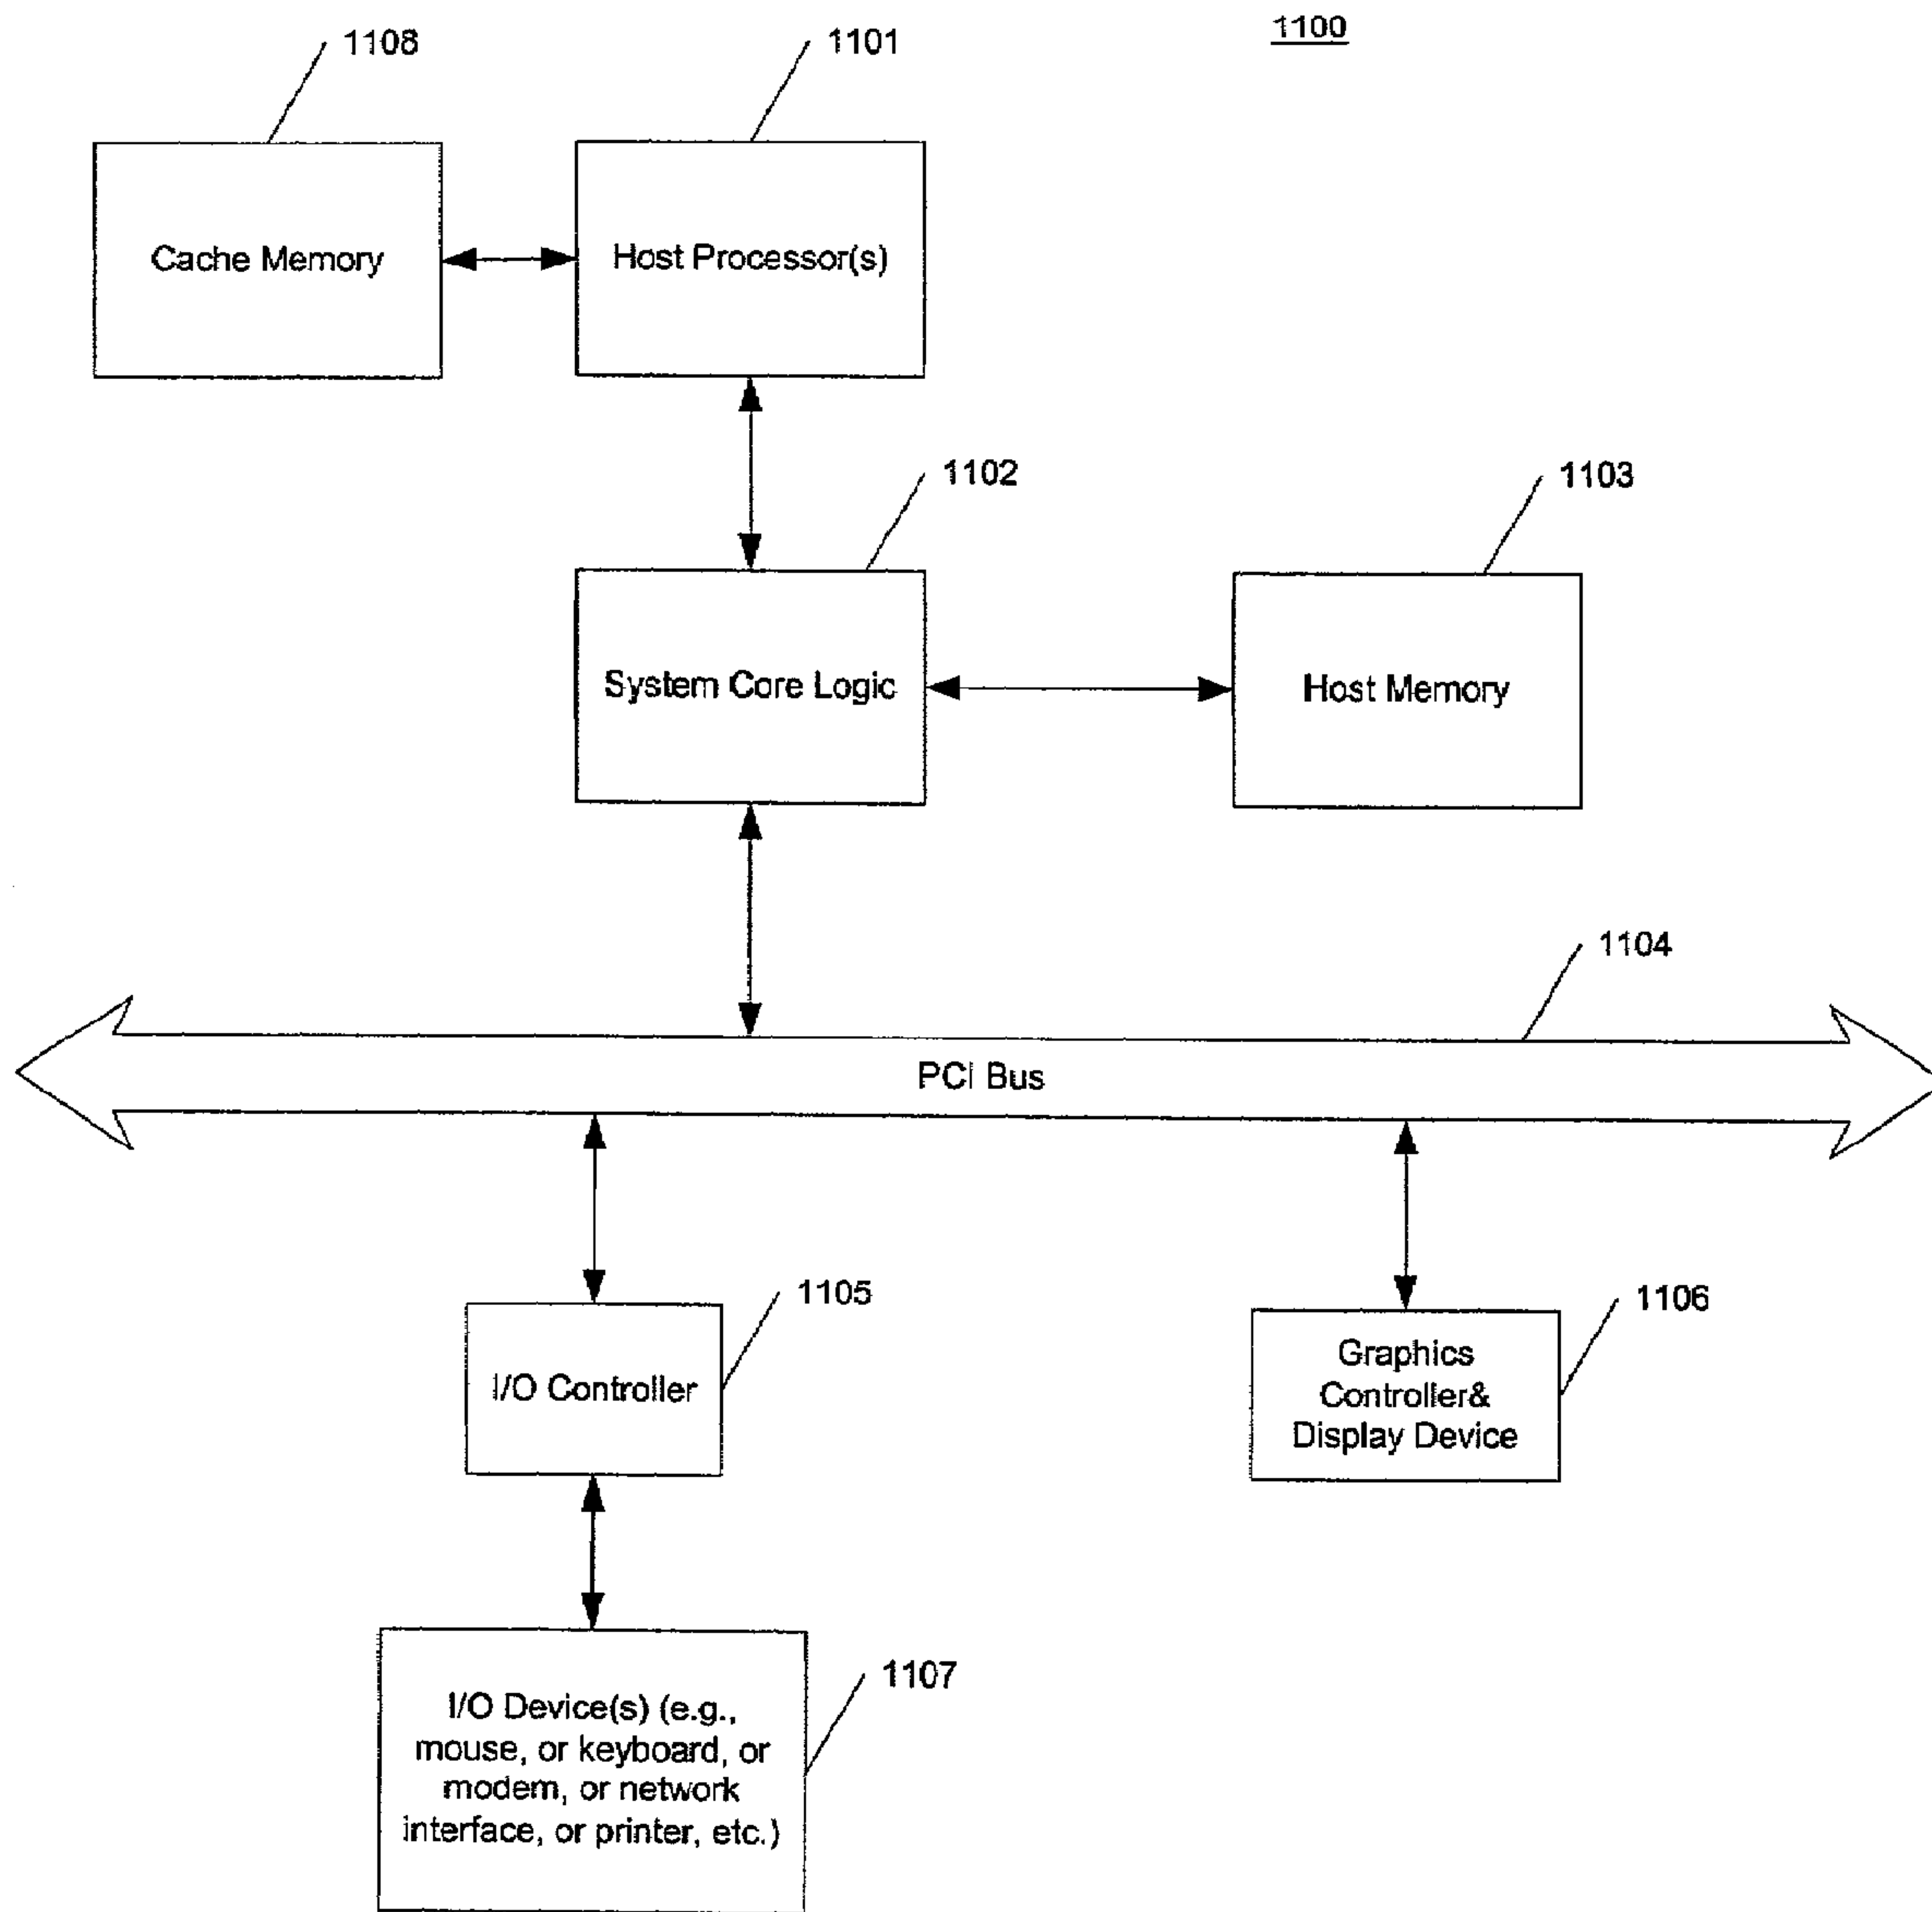 1100
1108
1101
Cache Memory
Host Processor(s)
1102
1103
System Core Logic
Host Memory
1104
PCI Bus
1105
1106
I/O Controller
Graphics
Controller&
Display Device
1107
I/O Device(s) (e.g.,
mouse, or keyboard, or
modem, or network
interface, or printer, etc.)